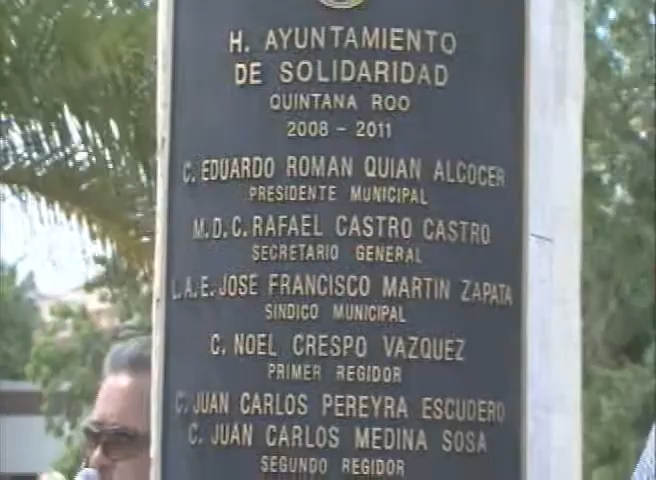 H. AYUNTAMIENTO
DE SOLIDARIDAD
QUINTANA ROO
2008 - 2011
C. EDUARDO ROMAN QUIAN ALCOCER
PRESIDENTE MUNICIPAL
M.D.C. RAFAEL CASTRO CASTRO
SECRETARIO GENERAL
L.A.E. JOSE FRANCISCO MARTIN ZAPATA
SINDICO MUNICIPAL
C. NOEL CRESPO VAZQUEZ
PRIMER REGIDOR
C. JUAN CARLOS PEREYRA ESCUDERO
C. JUAN CARLOS MEDINA SOSA
SEGUNDO REGIDOR